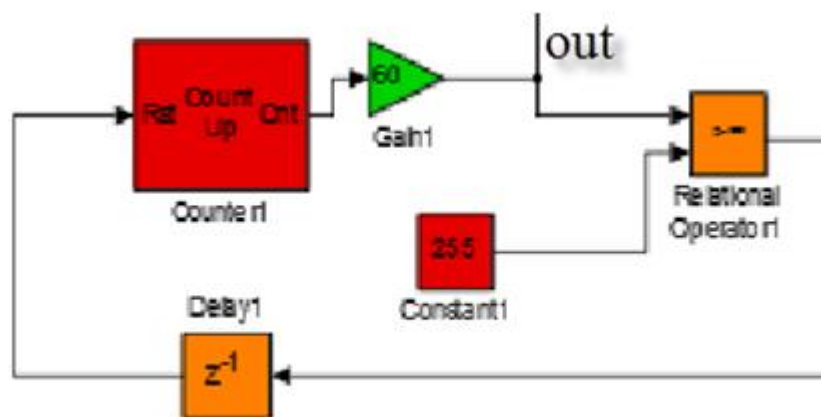 out
60
Rst Count Up Cnt
Gain1
Relational
Operator1
Counter1
255
Constant1
Delay1
z-1